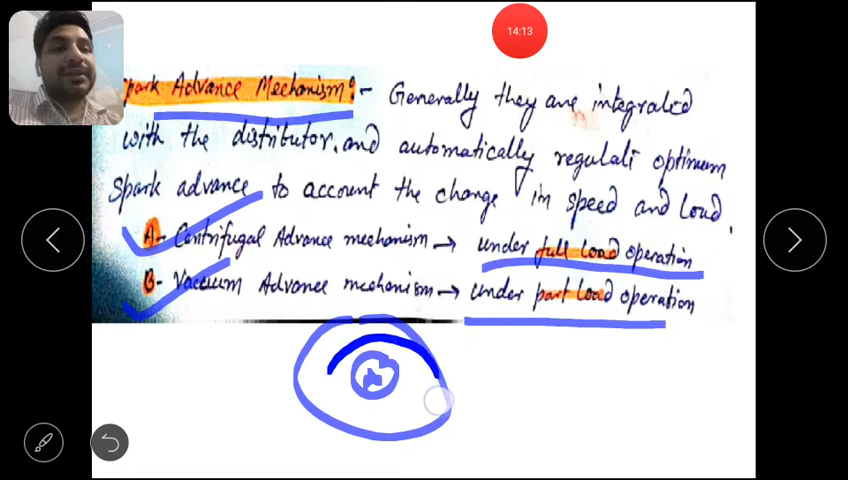 14:13
Spark Advance Mechanism:- Generally they are integrated
with the distributor, and automatically regulati optimum
Spark advance to account the change in speed and load.
A- Centrifugal Advance mechanism → under full load operation
B- Vacuum Advance mechanism → under part load operation